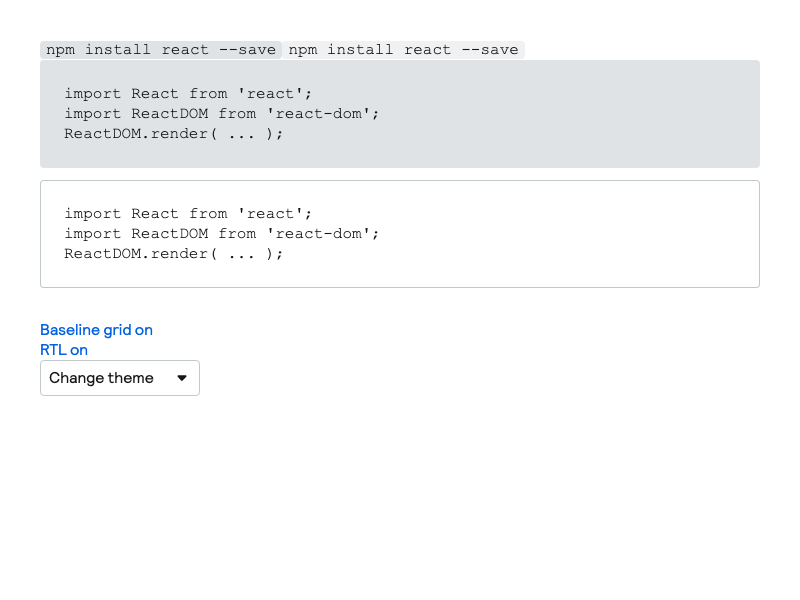 npm install react --save npm install react --save
import React from 'react';
import ReactDOM from 'react-dom';
ReactDOM.render( ... );
import React from 'react';
import ReactDOM from 'react-dom';
ReactDOM.render( ... );
Baseline grid on
RTL on
Change theme